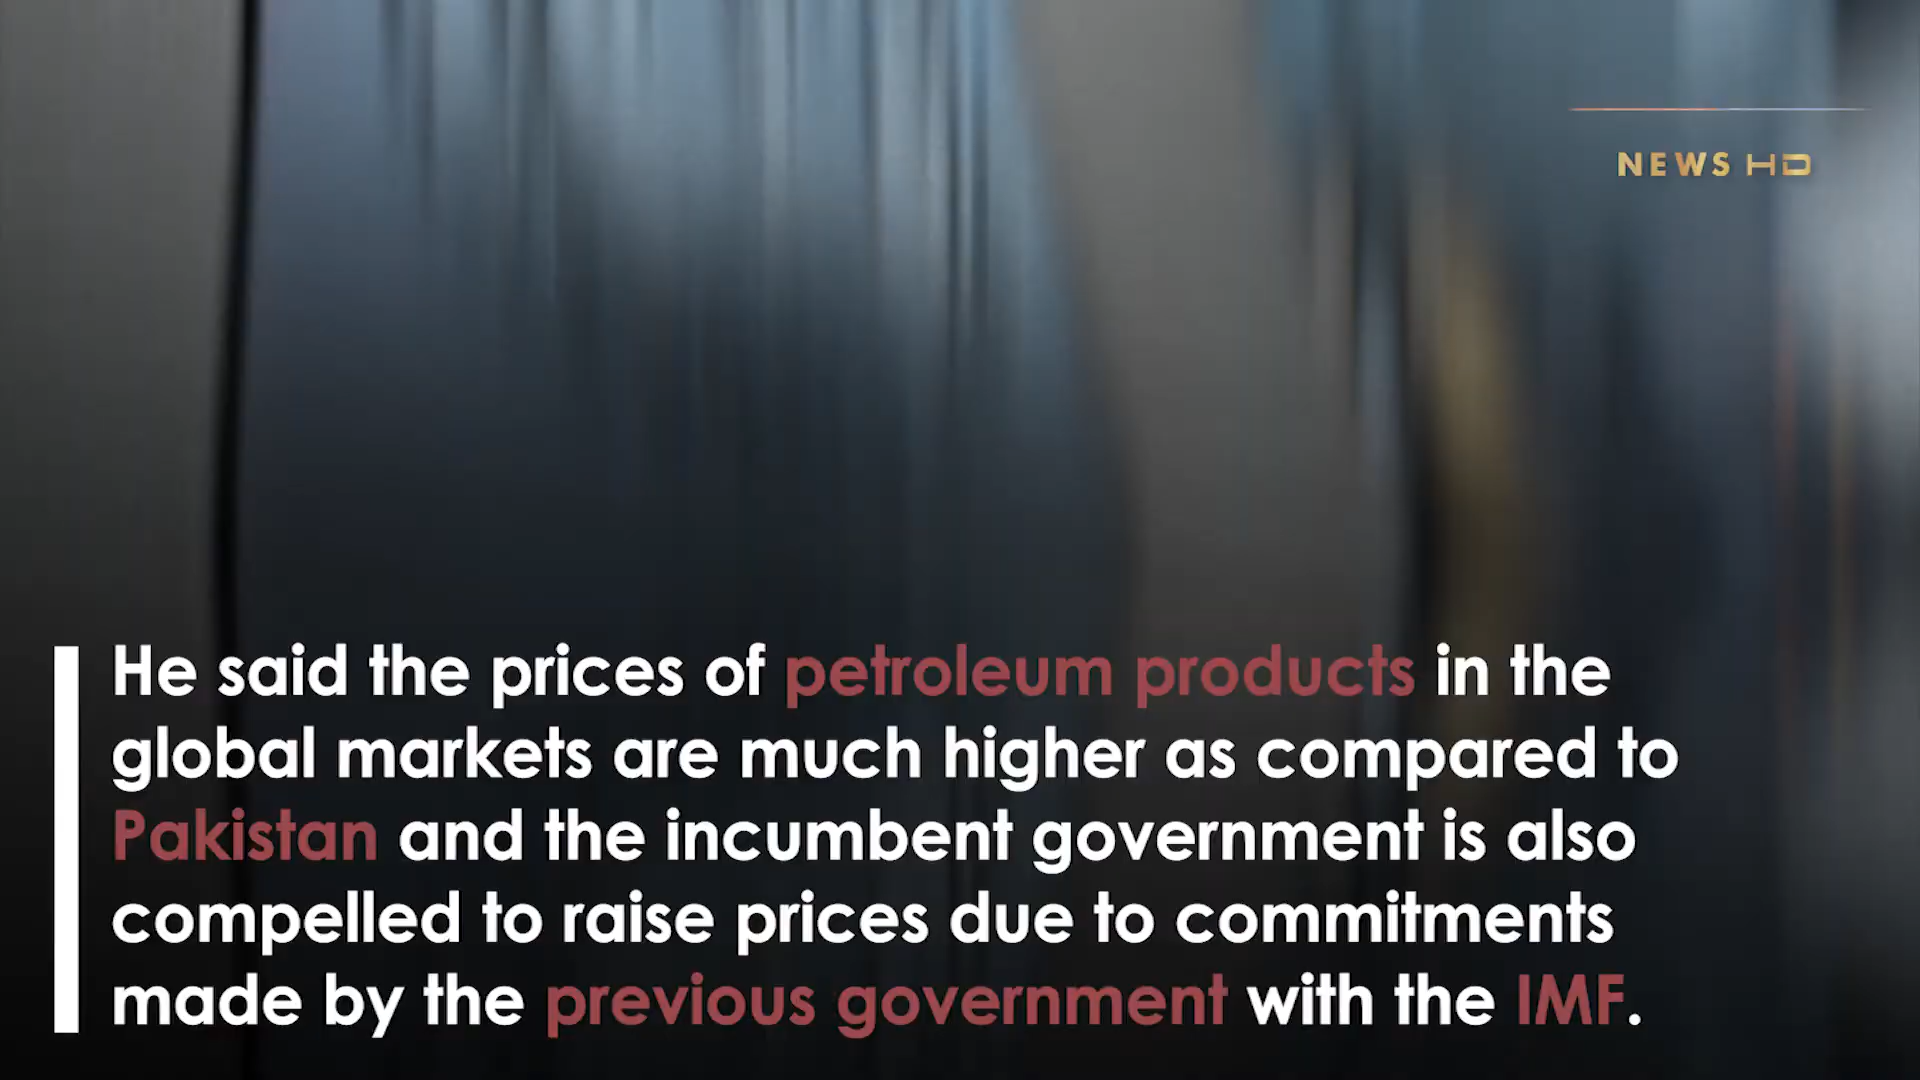 NEWS HD
He said the prices of petroleum products in the
global markets are much higher as compared to
Pakistan and the incumbent government is also
compelled to raise prices due to commitments
made by the previous government with the IMF.